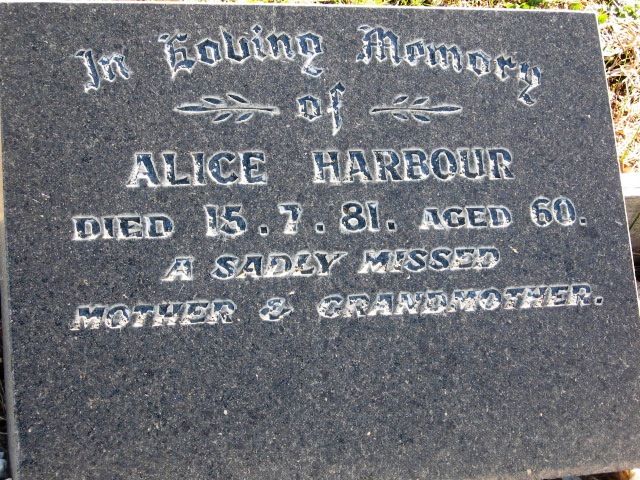 In Loving Memory
of
ALICE HARBOUR
DIED 15.7.81. AGED 60.
A SADLY MISSED
MOTHER & GRANDMOTHER.